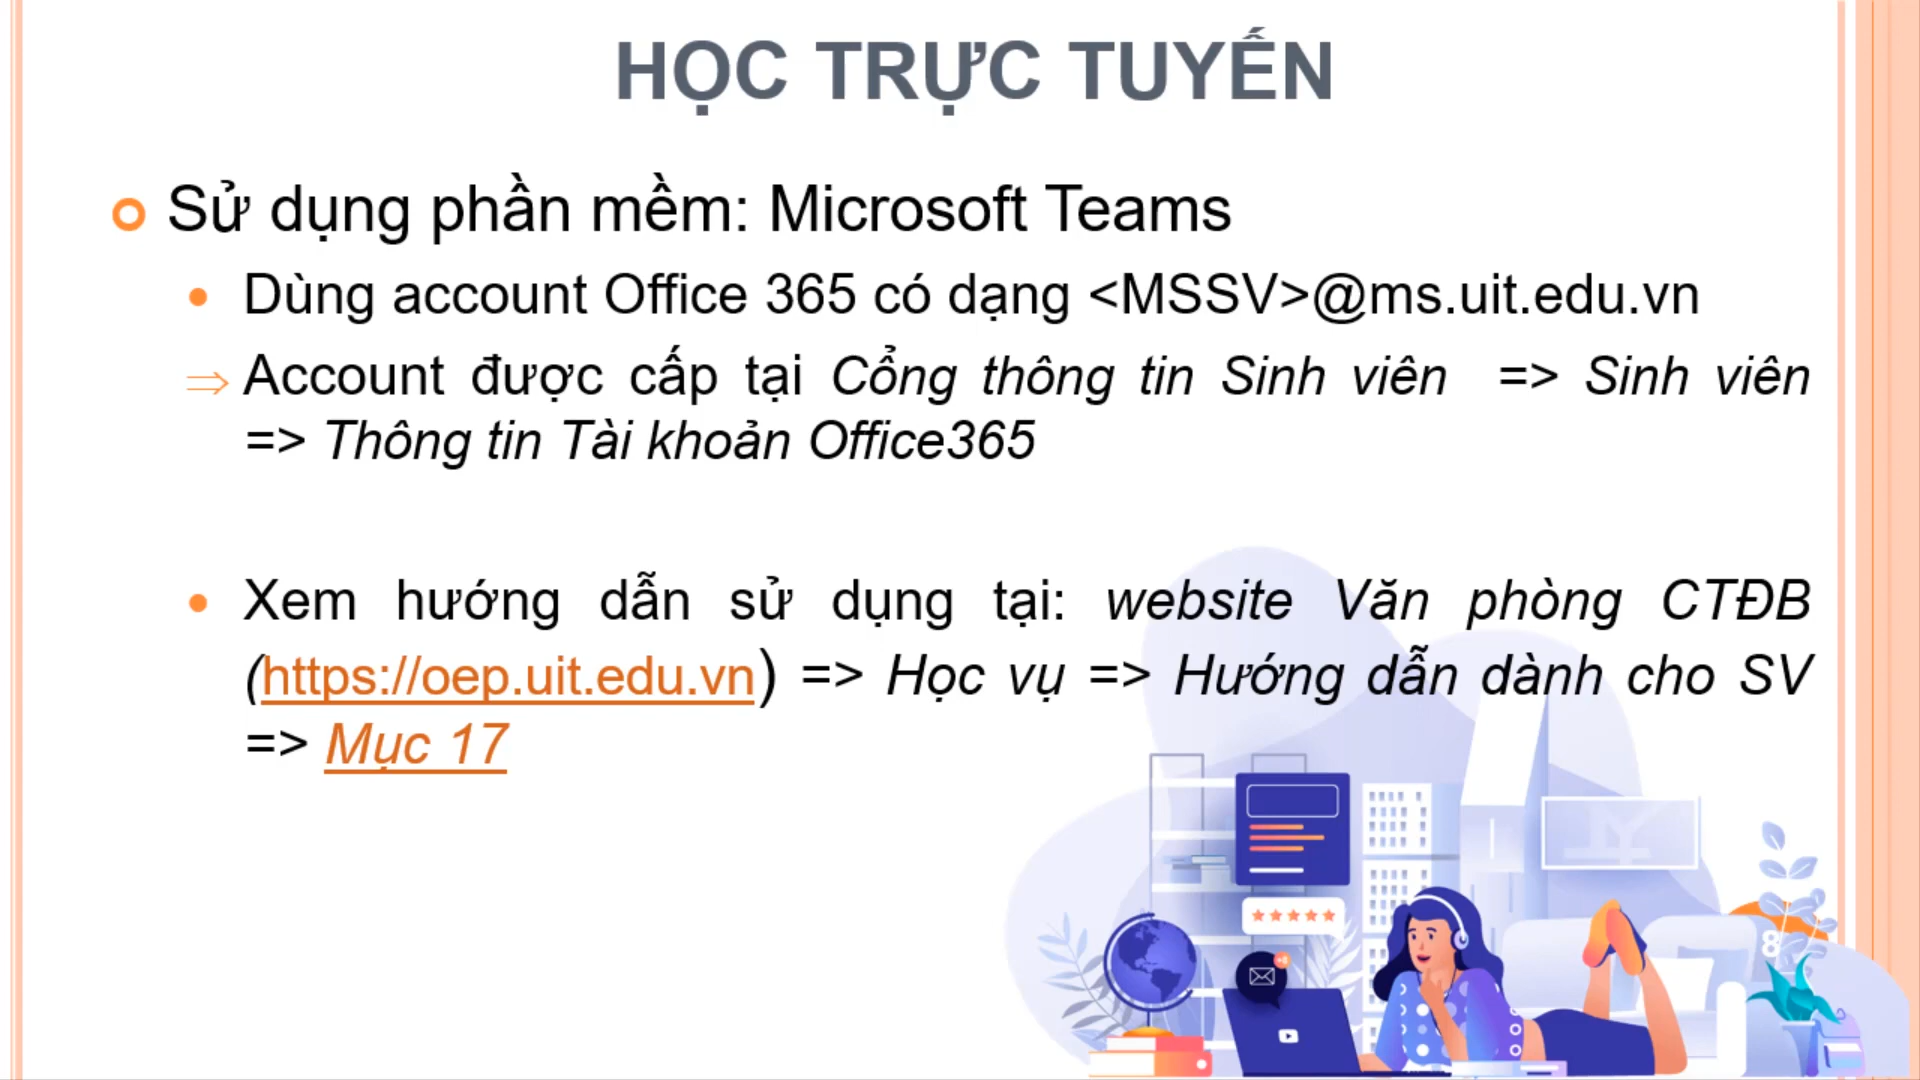 HỌC TRỰC TUYẾN
Sử dụng phần mềm: Microsoft Teams
Dùng account Office 365 có dạng <MSSV>@ms.uit.edu.vn
⇒ Account được cấp tại Cổng thông tin Sinh viên => Sinh viên
=> Thông tin Tài khoản Office365
Xem hướng dẫn sử dụng tại: website Văn phòng CTĐB
(https://oep.uit.edu.vn) => Học vụ => Hướng dẫn dành cho SV
=> Mục 17
8